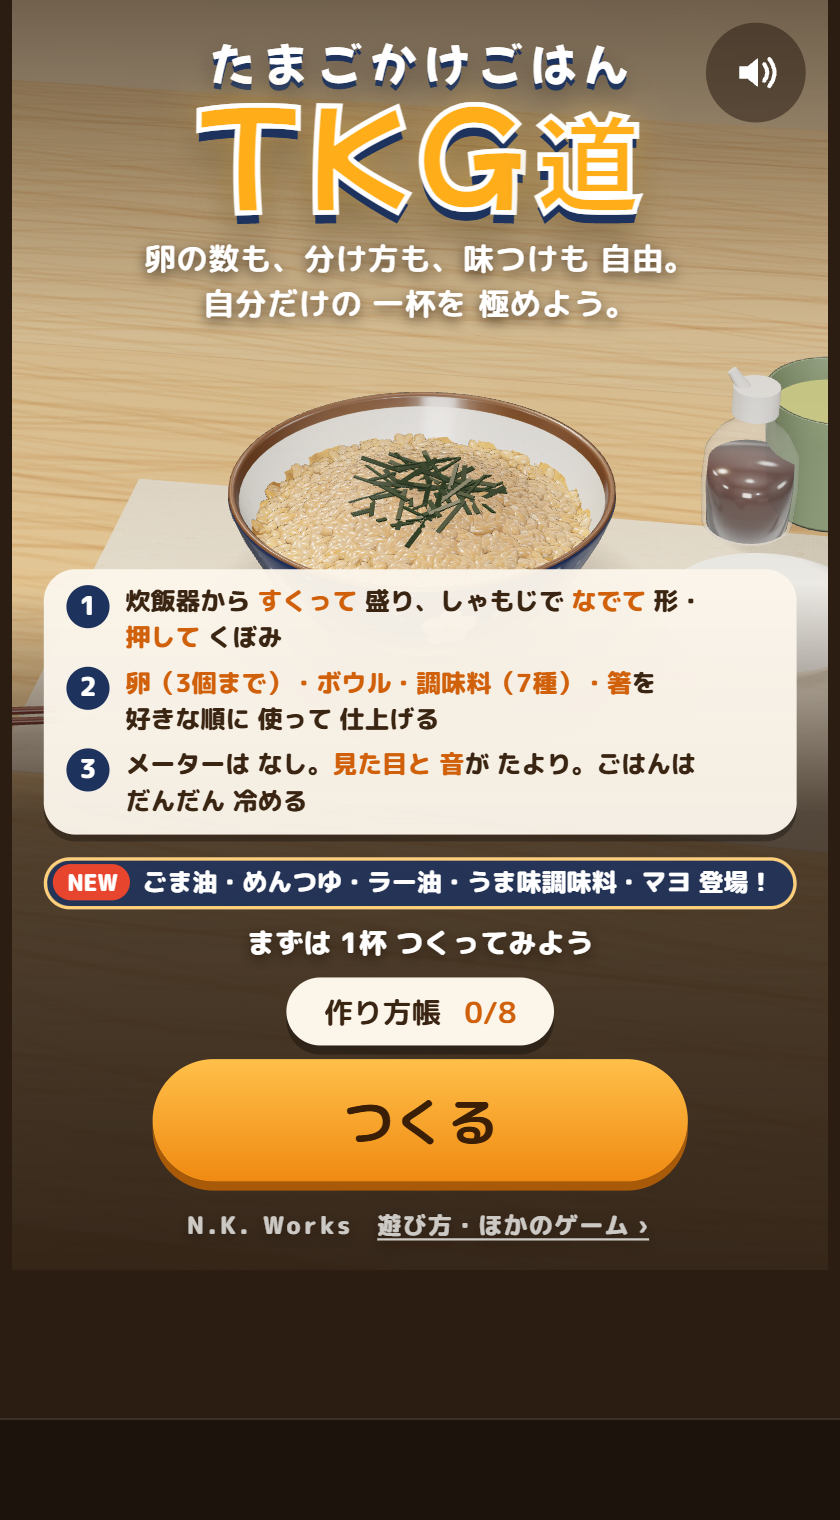 たまごかけごはん
TKG道
卵の数も、分け方も、味つけも 自由。
自分だけの 一杯を 極めよう。
1 炊飯器から すくって 盛り、しゃもじで なでて 形・
押して くぼみ
2 卵（3個まで）・ボウル・調味料（7種）・箸を
好きな順に 使って 仕上げる
3 メーターは なし。見た目と 音が たより。ごはんは
だんだん 冷める
NEW ごま油・めんつゆ・ラー油・うま味調味料・マヨ 登場！
まずは 1杯 つくってみよう
作り方帳 0/8
つくる
N.K. Works 遊び方・ほかのゲーム ›